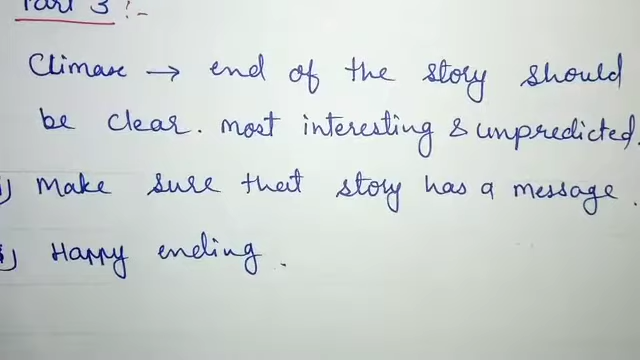 Part 3 :-
Climax → end of the story should
be clear. most interesting & unpredicted.
i) Make sure that story has a message.
ii) Happy ending.